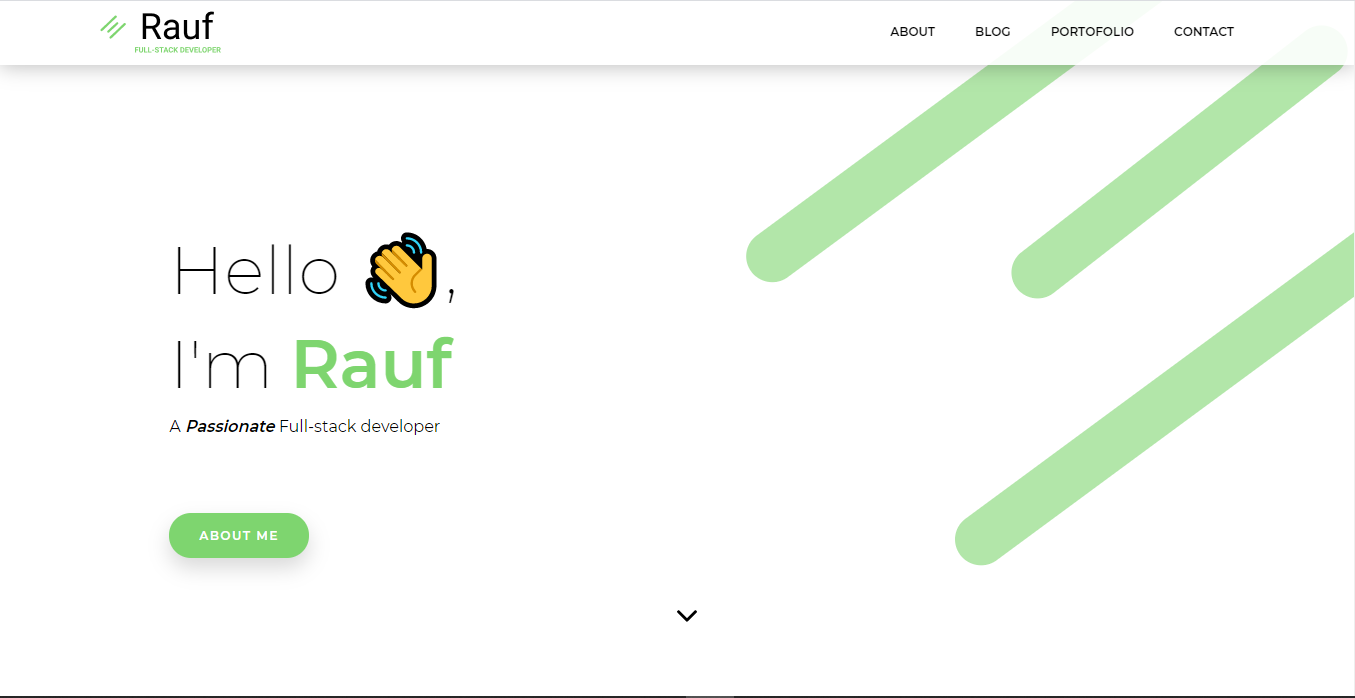 Rauf
FULL-STACK DEVELOPER
ABOUT
BLOG
PORTOFOLIO
CONTACT
Hello 👋,
I'm Rauf
A Passionate Full-stack developer
ABOUT ME